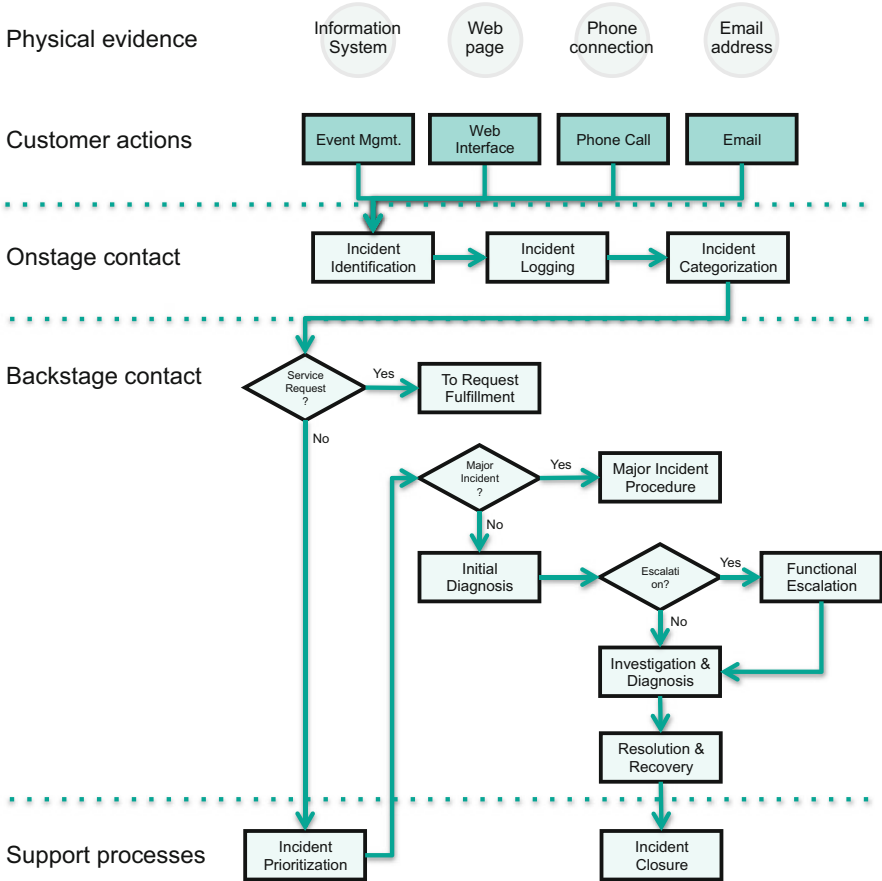 Physical evidence
Information
System
Web
page
Phone
connection
Email
address
Customer actions
Event Mgmt.
Web
Interface
Phone Call
Email
Onstage contact
Incident
Identification
Incident
Logging
Incident
Categorization
Backstage contact
Service
Request
?
Yes
To Request
Fulfillment
No
Major
Incident
?
Yes
Major Incident
Procedure
No
Initial
Diagnosis
Escalati
on?
Yes
Functional
Escalation
No
Investigation &
Diagnosis
Resolution &
Recovery
Support processes
Incident
Prioritization
Incident
Closure